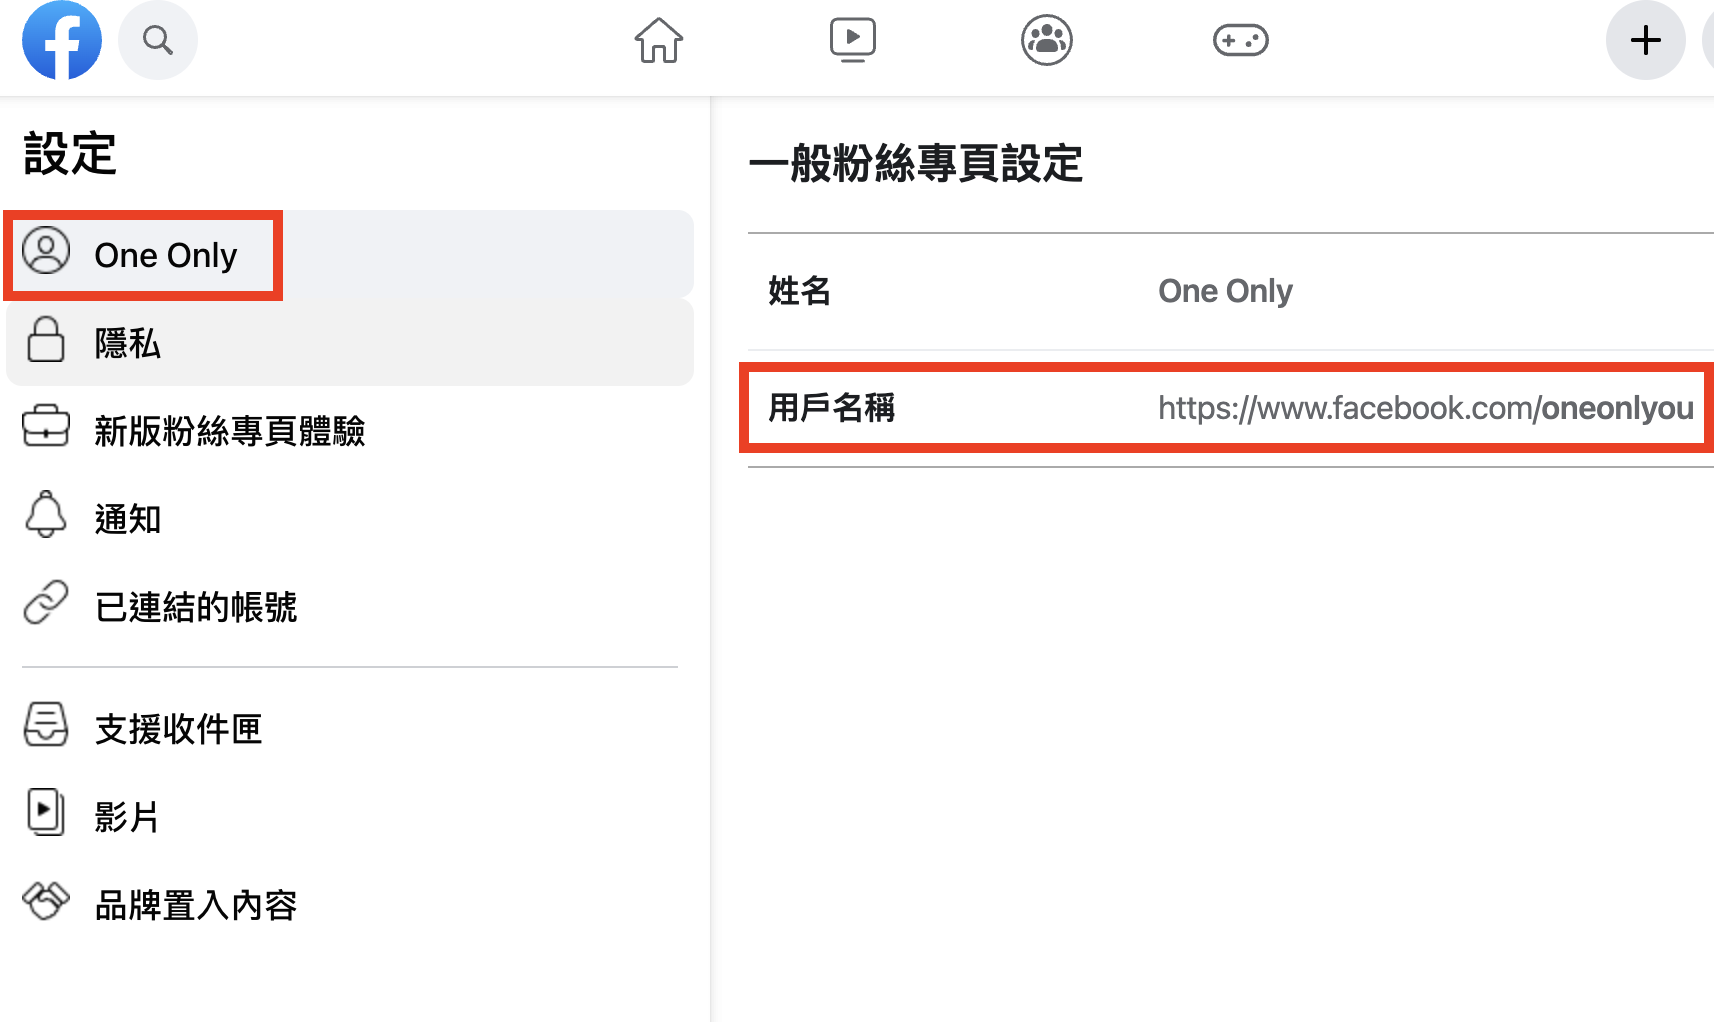 設定
One Only
隱私
新版粉絲專頁體驗
通知
已連結的帳號
支援收件匣
影片
品牌置入內容
一般粉絲專頁設定
姓名 One Only
用戶名稱 https://www.facebook.com/oneonlyou